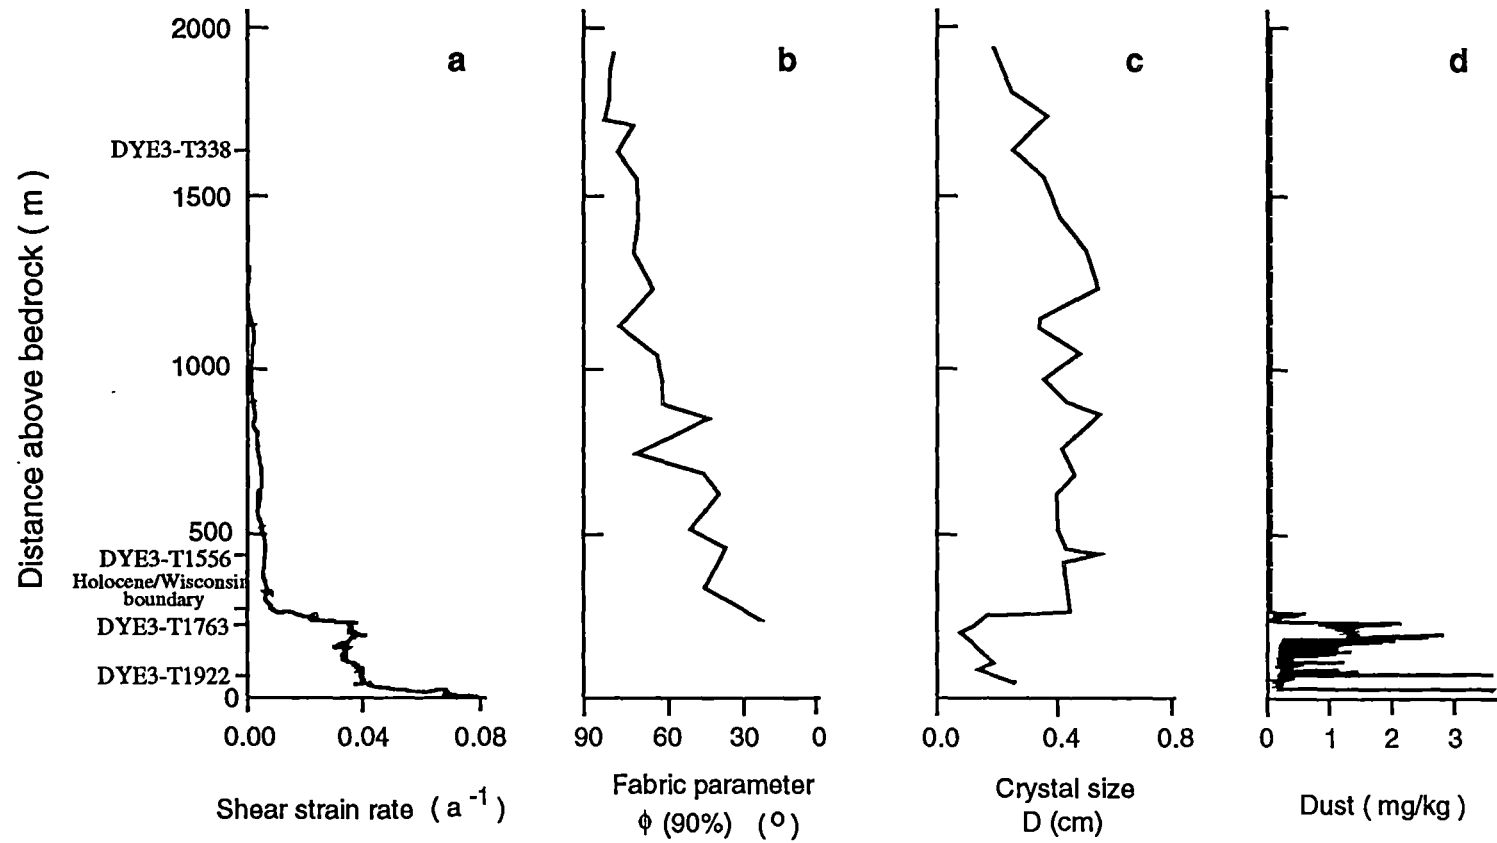 a
b
c
d
Distance above bedrock ( m )
2000
DYE3-T338
1500
1000
500
DYE3-T1556
Holocene/Wisconsin
boundary
DYE3-T1763
DYE3-T1922
0
0.00 0.04 0.08
Shear strain rate ( a⁻¹ )
90 60 30 0
Fabric parameter
ϕ (90%) ( º )
0.0 0.4 0.8
Crystal size
D (cm)
0 1 2 3
Dust ( mg/kg )